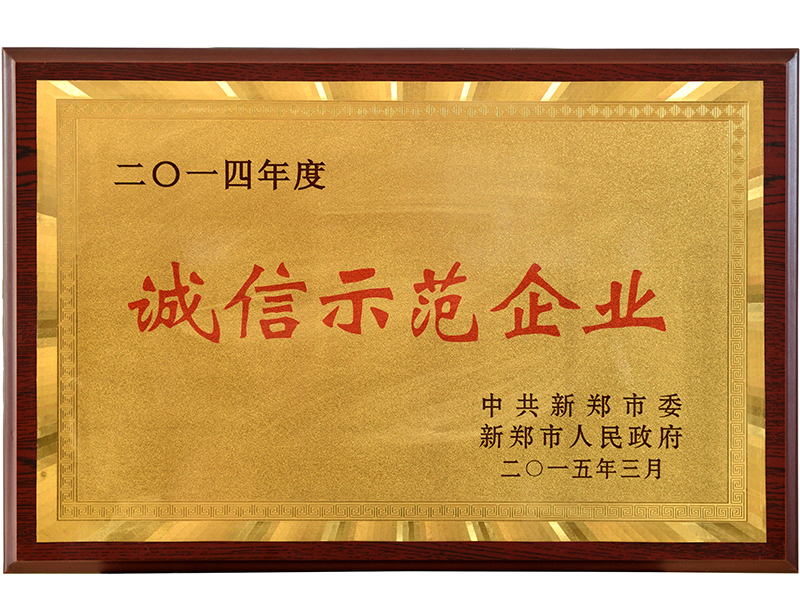 二〇一四年度
诚信示范企业
中共新郑市委
新郑市人民政府
二〇一五年三月